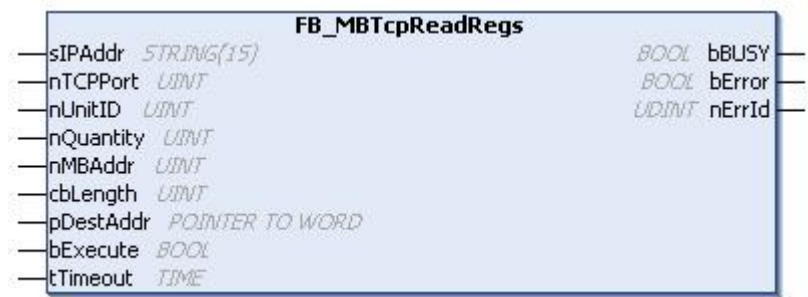 FB_MBTcpReadRegs
sIPAddr STRING(15) BOOL bBUSY
nTCPPort UINT BOOL bError
nUnitID UINT UDINT nErrId
nQuantity UINT
nMBAddr UINT
cbLength UINT
pDestAddr POINTER TO WORD
bExecute BOOL
tTimeout TIME